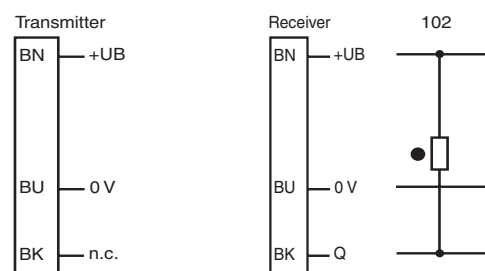 Transmitter
BN +UB
BU 0 V
BK n.c.
Receiver
BN +UB
BU 0 V
BK Q
102